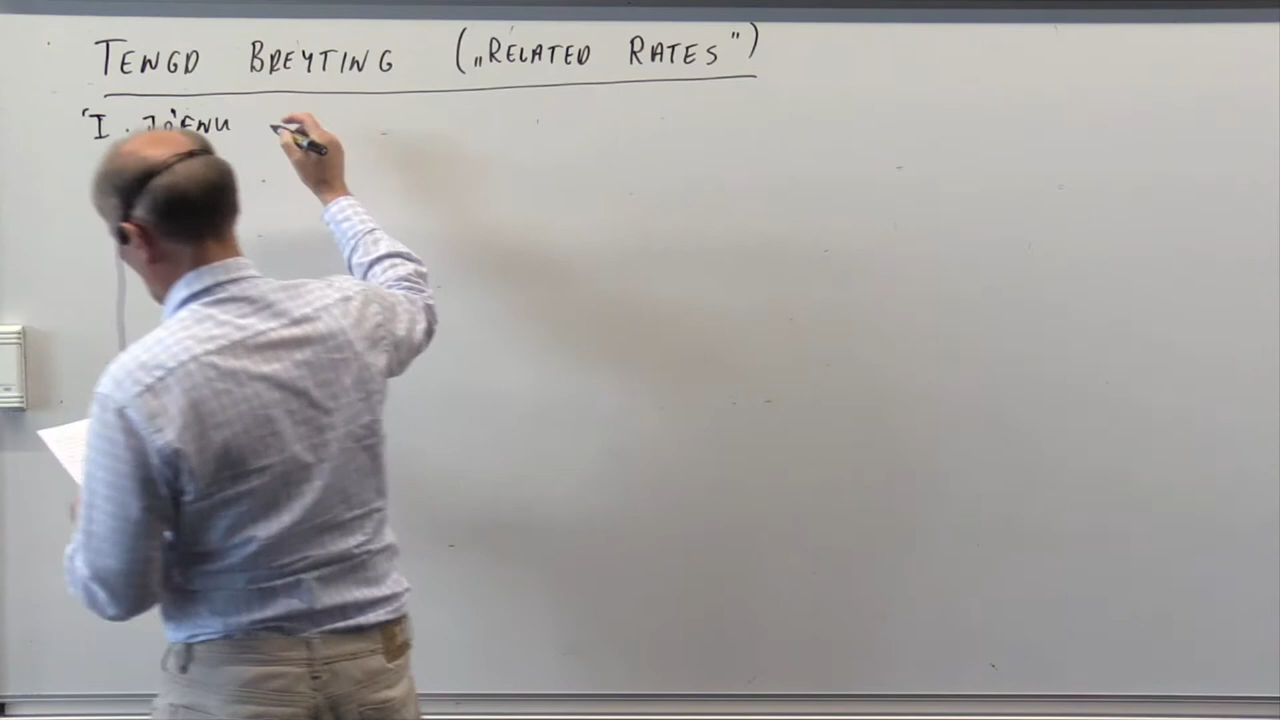 TENGD BREYTING („RELATED RATES")
Í